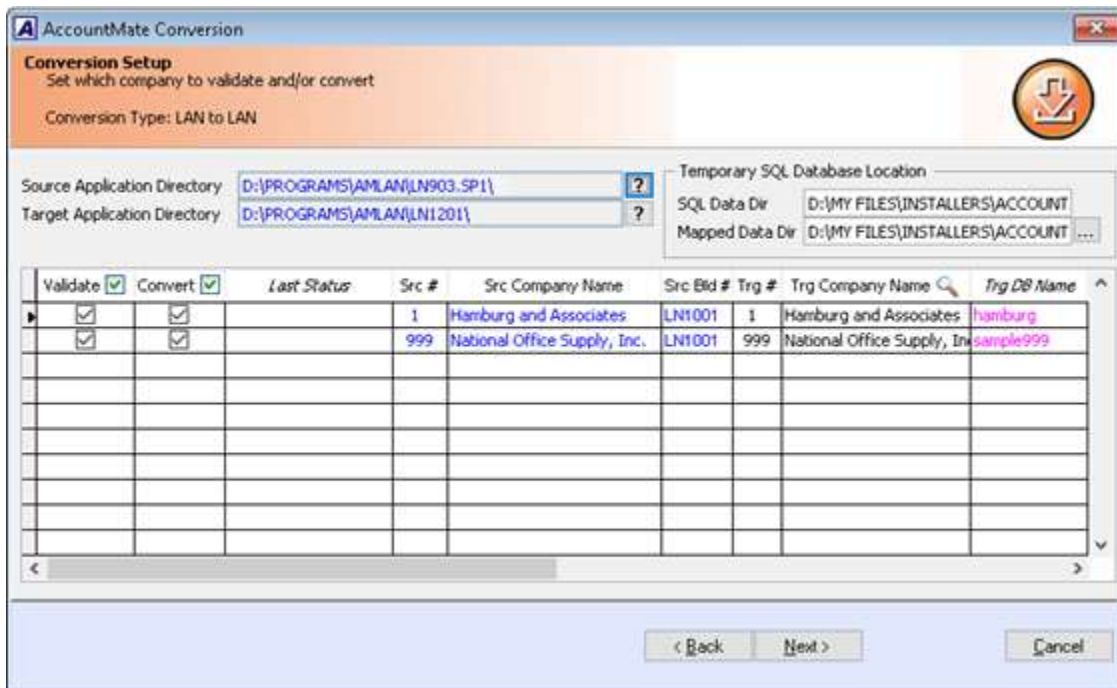 AccountMate Conversion
Conversion Setup
Set which company to validate and/or convert
Conversion Type: LAN to LAN
Source Application Directory D:\PROGRAMS\AMLAN\LN903.SP1\ ?
Target Application Directory D:\PROGRAMS\AMLAN\LN1201\ ?
Temporary SQL Database Location
SQL Data Dir D:\MY FILES\INSTALLERS\ACCOUNT
Mapped Data Dir D:\MY FILES\INSTALLERS\ACCOUNT ...
Validate Convert Last Status Src # Src Company Name Src Bld # Trg # Trg Company Name Trg DB Name
1 Hamburg and Associates LN1001 1 Hamburg and Associates hamburg
999 National Office Supply, Inc. LN1001 999 National Office Supply, In sample999
< Back Next > Cancel